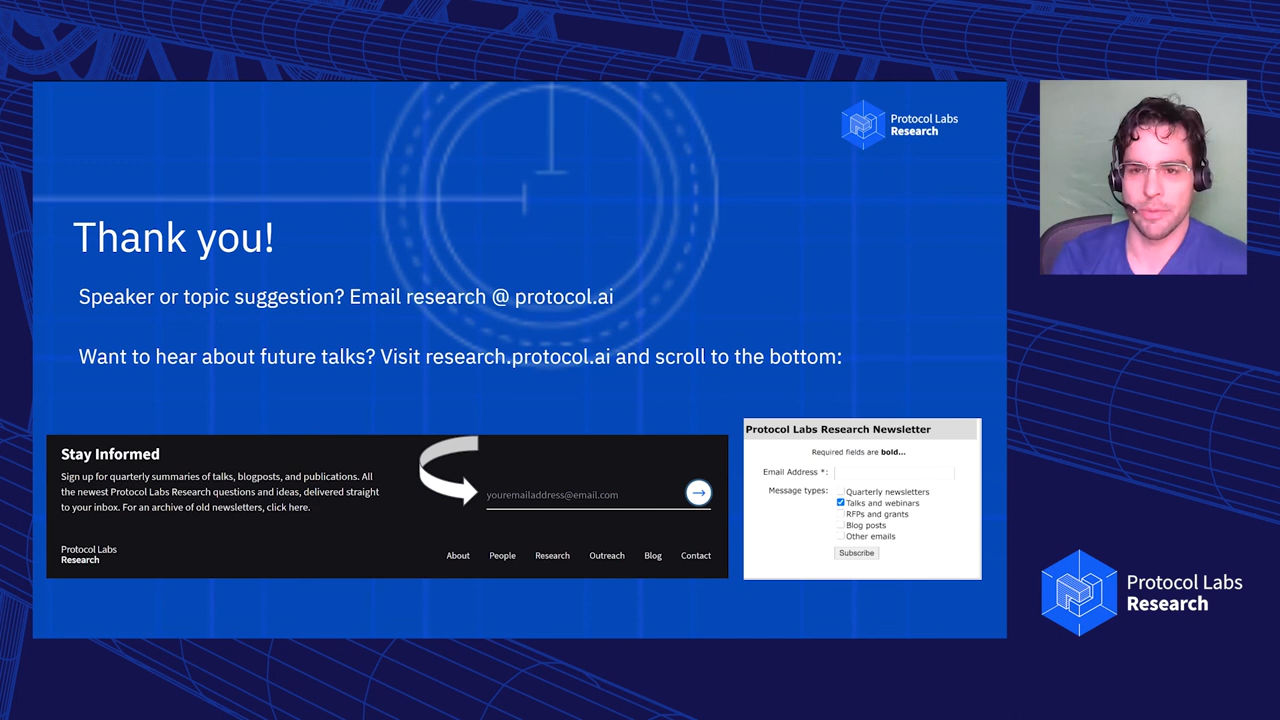 Protocol Labs
Research
Thank you!
Speaker or topic suggestion? Email research @ protocol.ai
Want to hear about future talks? Visit research.protocol.ai and scroll to the bottom:
Stay Informed
Sign up for quarterly summaries of talks, blogposts, and publications. All
the newest Protocol Labs Research questions and ideas, delivered straight
to your inbox. For an archive of old newsletters, click here.
youremailaddress@email.com
Protocol Labs
Research
About People Research Outreach Blog Contact
Protocol Labs Research Newsletter
Required fields are bold...
Email Address *:
Message types:
Quarterly newsletters
Talks and webinars
RFPs and grants
Blog posts
Other emails
Subscribe
Protocol Labs
Research